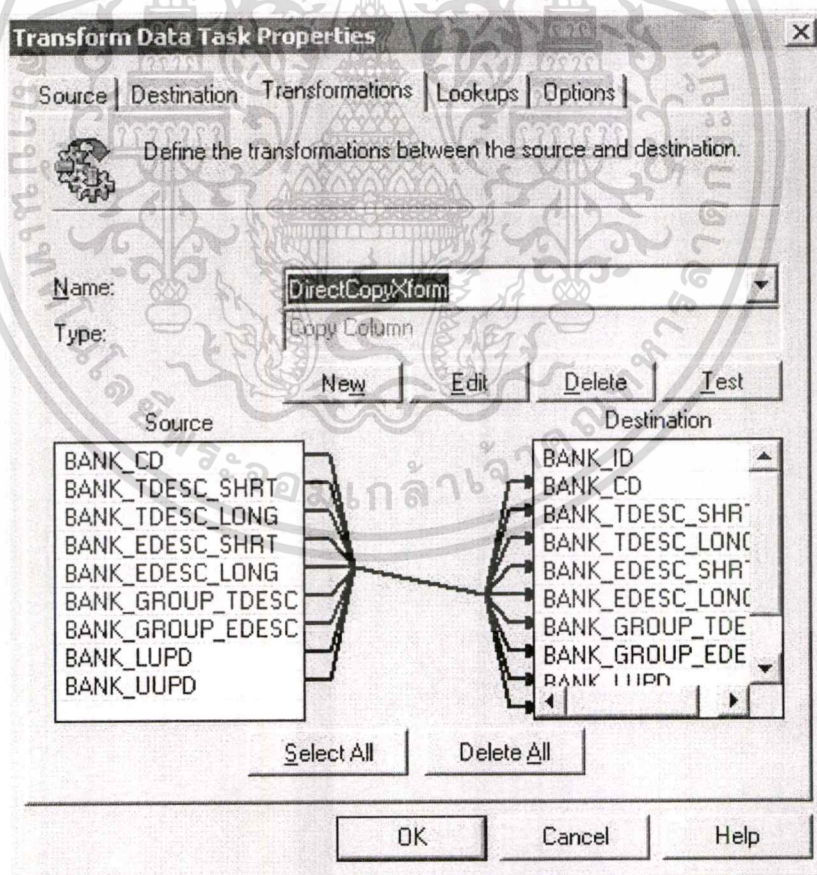 Transform Data Task Properties
Source Destination Transformations Lookups Options
Define the transformations between the source and destination.
Name: DirectCopyXform
Type: Copy Column
New Edit Delete Test
Source
BANK_CD
BANK_TDESC_SHRT
BANK_TDESC_LONG
BANK_EDESC_SHRT
BANK_EDESC_LONG
BANK_GROUP_TDESC
BANK_GROUP_EDESC
BANK_LUPD
BANK_UUPD
Destination
BANK_ID
BANK_CD
BANK_TDESC_SHRT
BANK_TDESC_LONG
BANK_EDESC_SHRT
BANK_EDESC_LONG
BANK_GROUP_TDE
BANK_GROUP_EDE
BANK_LUPD
Select All Delete All
OK Cancel Help